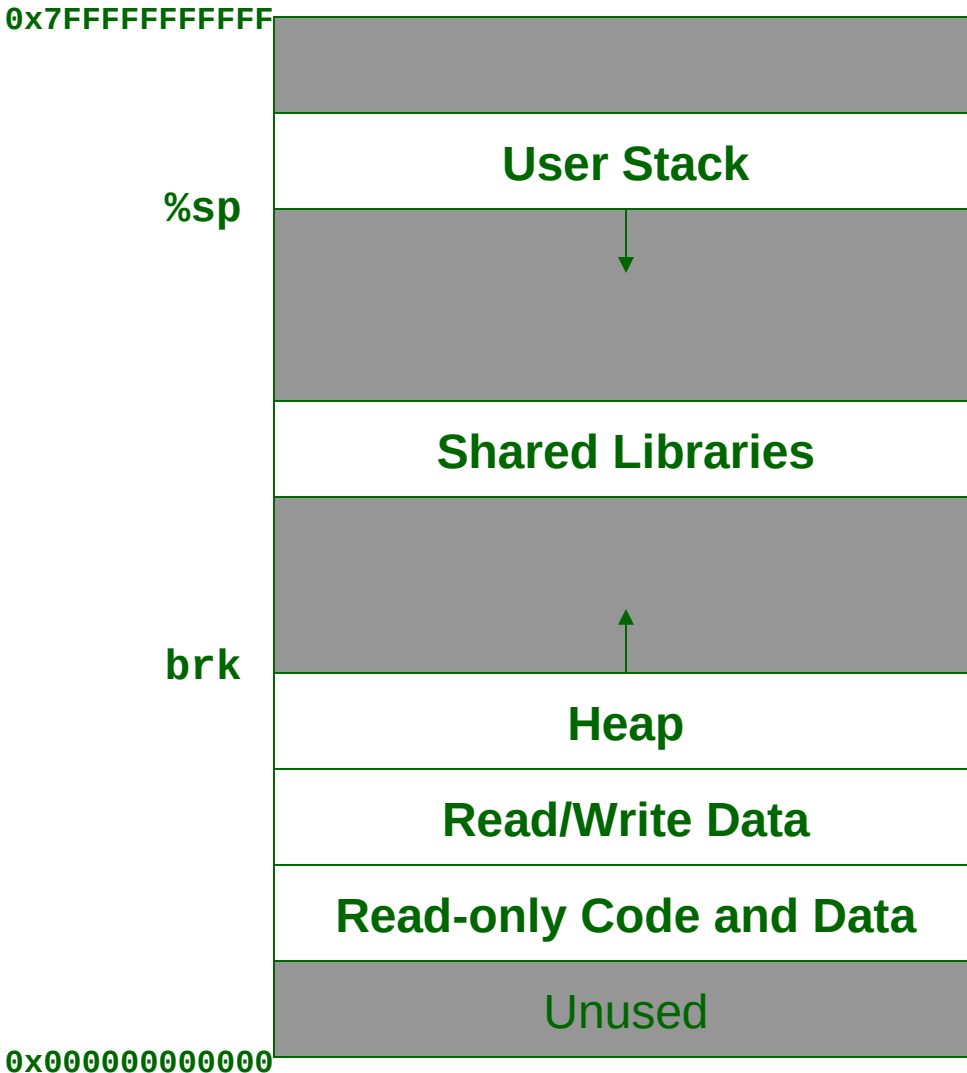 0x7FFFFFFFFFFF
User Stack
%sp
Shared Libraries
brk
Heap
Read/Write Data
Read-only Code and Data
Unused
0x000000000000